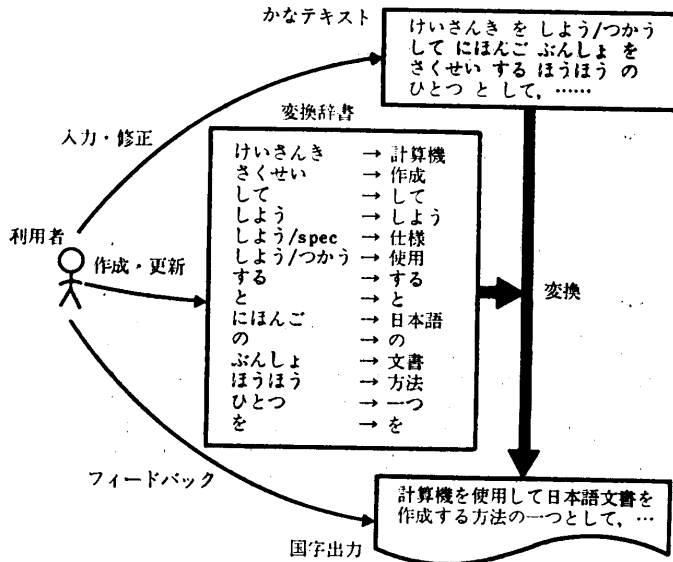 かなテキスト
けいさんき を しよう/つかう
して にほんご ぶんしょ を
さくせい する ほうほう の
ひとつ と して, ……
入力・修正
変換辞書
けいさんき → 計算機
さくせい → 作成
して → して
しよう → しよう
しよう/spec → 仕様
しよう/つかう → 使用
する → する
と → と
にほんご → 日本語
の → の
ぶんしょ → 文書
ほうほう → 方法
ひとつ → 一つ
を → を
利用者
作成・更新
変換
フィードバック
計算機を使用して日本語文書を
作成する方法の一つとして, …
国字出力